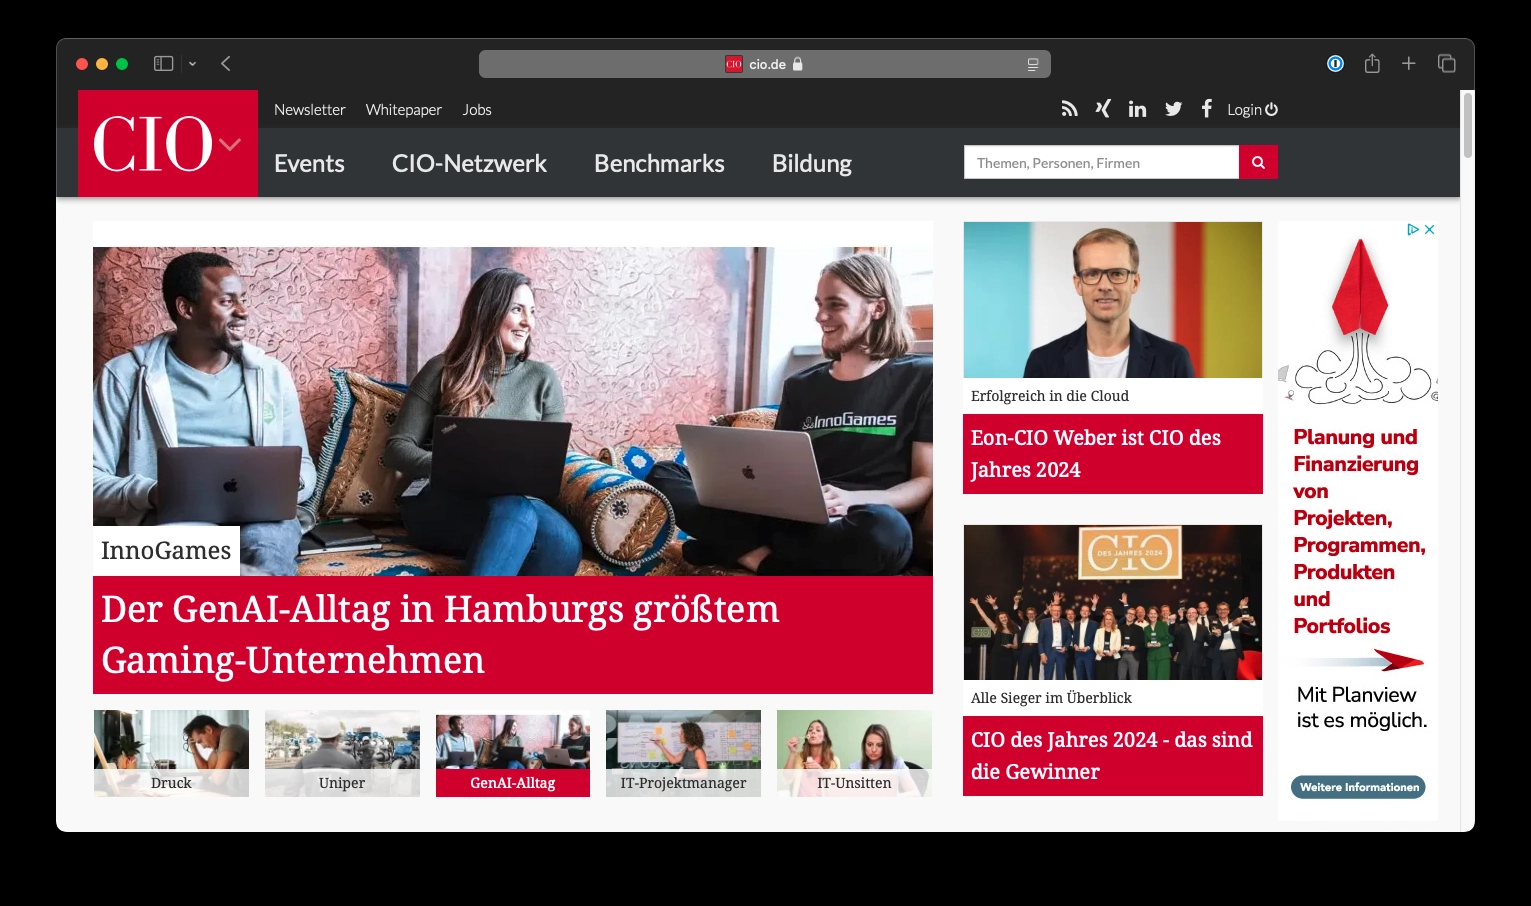 CIO cio.de
Newsletter Whitepaper Jobs
Login
CIO
Events CIO-Netzwerk Benchmarks Bildung
Themen, Personen, Firmen
InnoGames
InnoGames
Der GenAI-Alltag in Hamburgs größtem
Gaming-Unternehmen
Druck
Uniper
GenAI-Alltag
IT-Projektmanager
IT-Unsitten
Erfolgreich in die Cloud
Eon-CIO Weber ist CIO des
Jahres 2024
CIO
DES JAHRES 2024
Alle Sieger im Überblick
CIO des Jahres 2024 - das sind
die Gewinner
Planung und
Finanzierung
von
Projekten,
Programmen,
Produkten
und
Portfolios
Mit Planview
ist es möglich.
Weitere Informationen